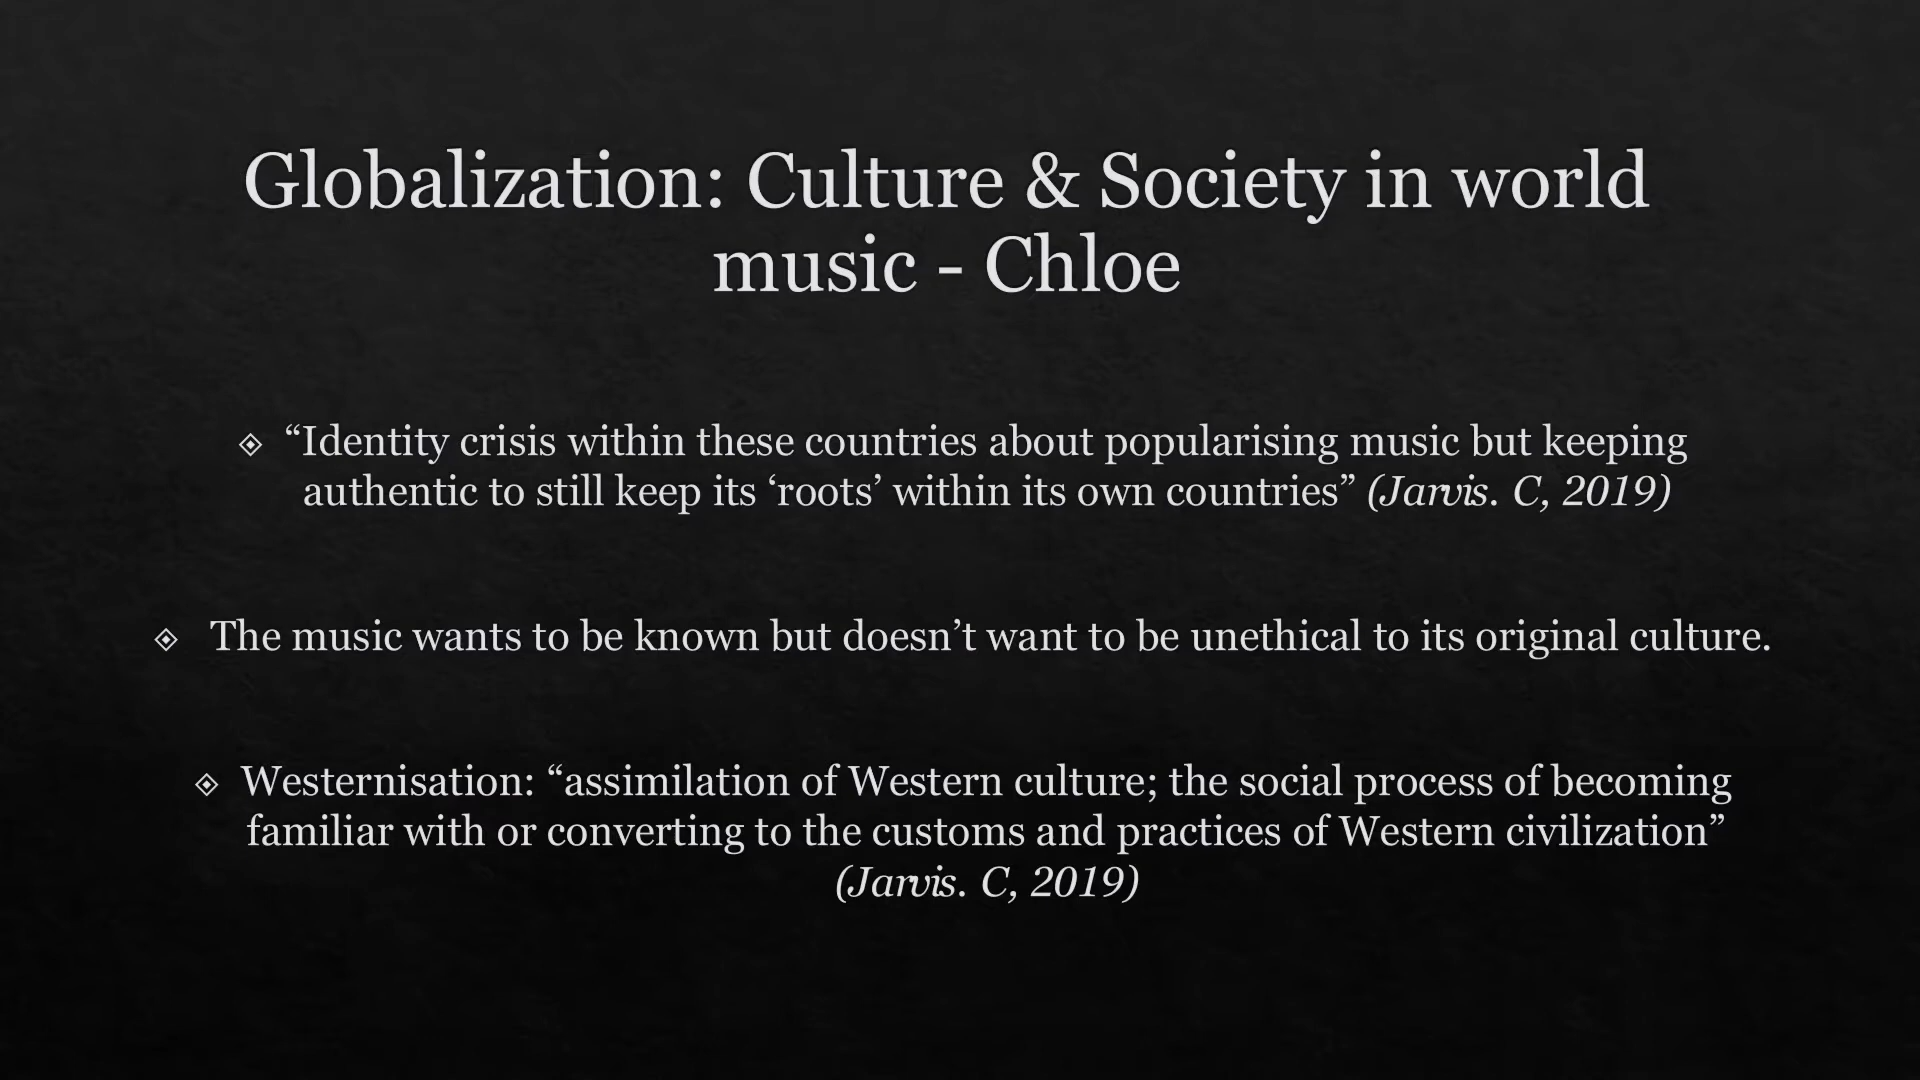 Globalization: Culture & Society in world
music - Chloe
“Identity crisis within these countries about popularising music but keeping
authentic to still keep its ‘roots’ within its own countries” (Jarvis. C, 2019)
The music wants to be known but doesn’t want to be unethical to its original culture.
Westernisation: “assimilation of Western culture; the social process of becoming
familiar with or converting to the customs and practices of Western civilization”
(Jarvis. C, 2019)